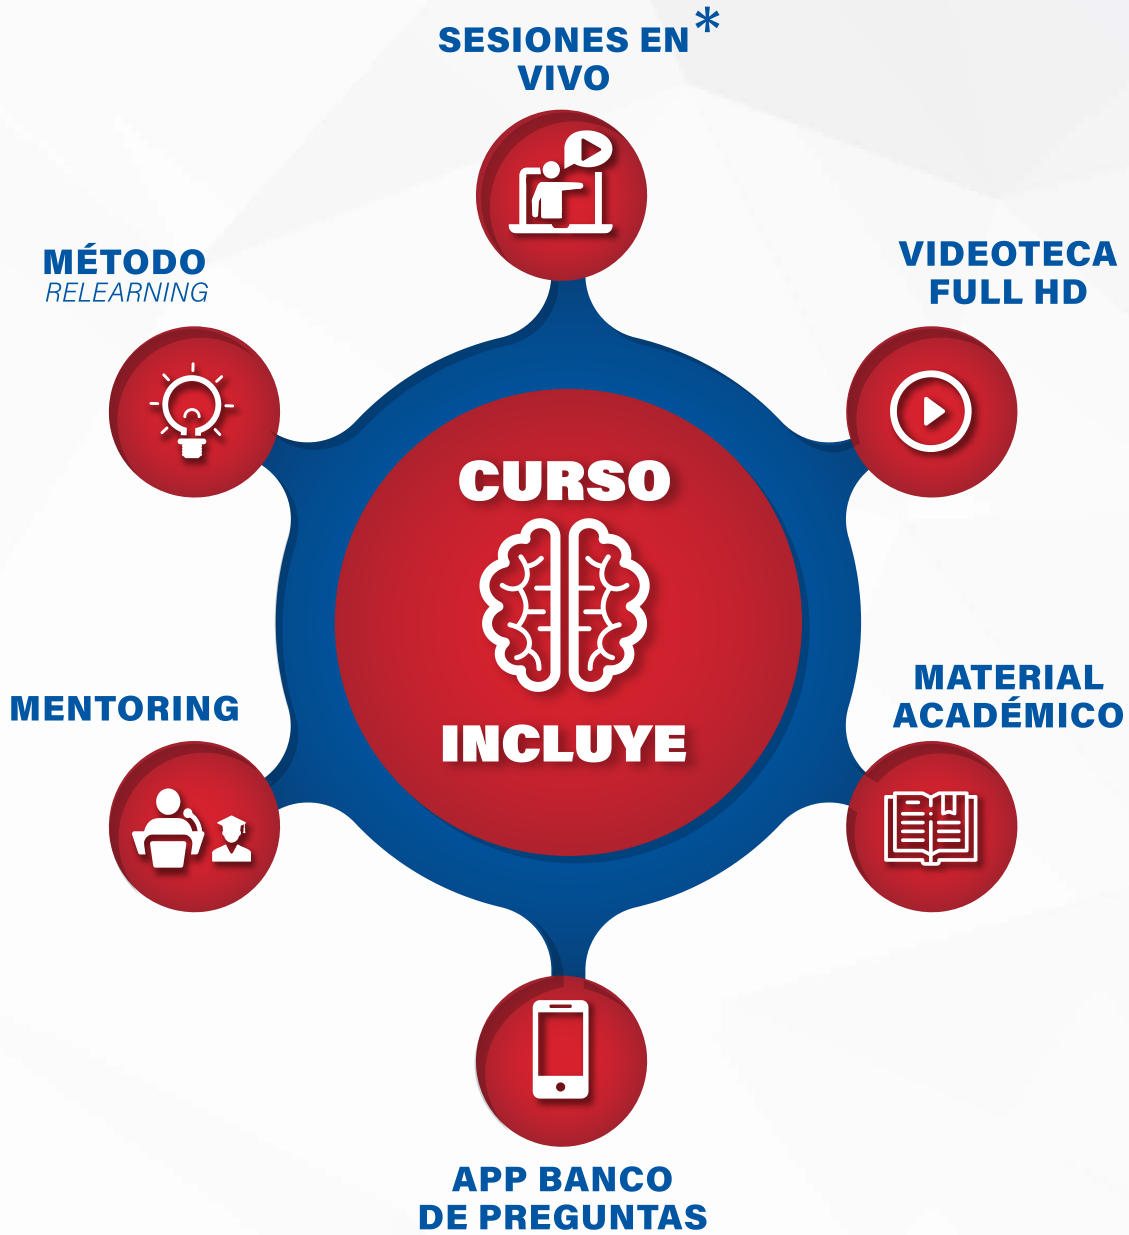 SESIONES EN*
VIVO
MÉTODO
RELEARNING
VIDEOTECA
FULL HD
CURSO
INCLUYE
MENTORING
MATERIAL
ACADÉMICO
APP BANCO
DE PREGUNTAS